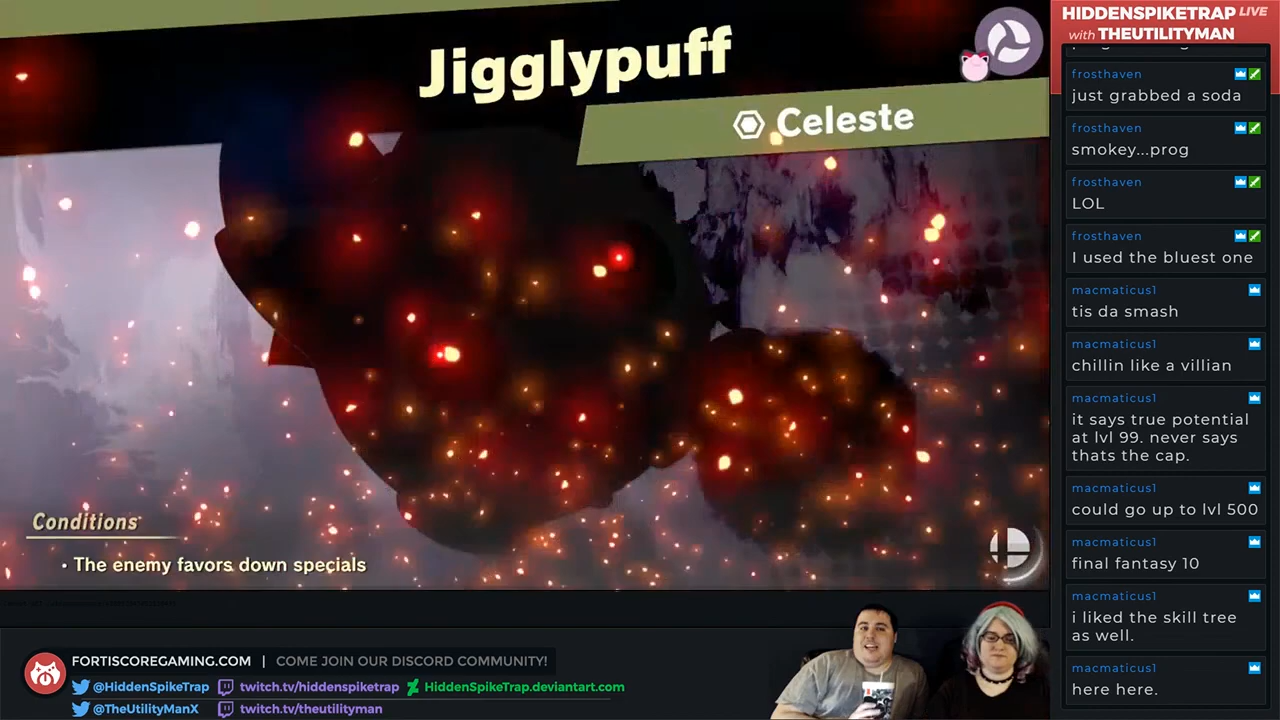 Jigglypuff
Celeste
Conditions
• The enemy favors down specials
HIDDENSPIKETRAP LIVE
with THEUTILITYMAN
frosthaven
just grabbed a soda
frosthaven
smokey...prog
frosthaven
LOL
frosthaven
I used the bluest one
macmaticus1
tis da smash
macmaticus1
chillin like a villian
macmaticus1
it says true potential
at lvl 99. never says
thats the cap.
macmaticus1
could go up to lvl 500
macmaticus1
final fantasy 10
macmaticus1
i liked the skill tree
as well.
macmaticus1
here here.
FORTISCOREGAMING.COM | COME JOIN OUR DISCORD COMMUNITY!
@HiddenSpikeTrap twitch.tv/hiddenspiketrap HiddenSpikeTrap.deviantart.com
@TheUtilityManX twitch.tv/theutilityman